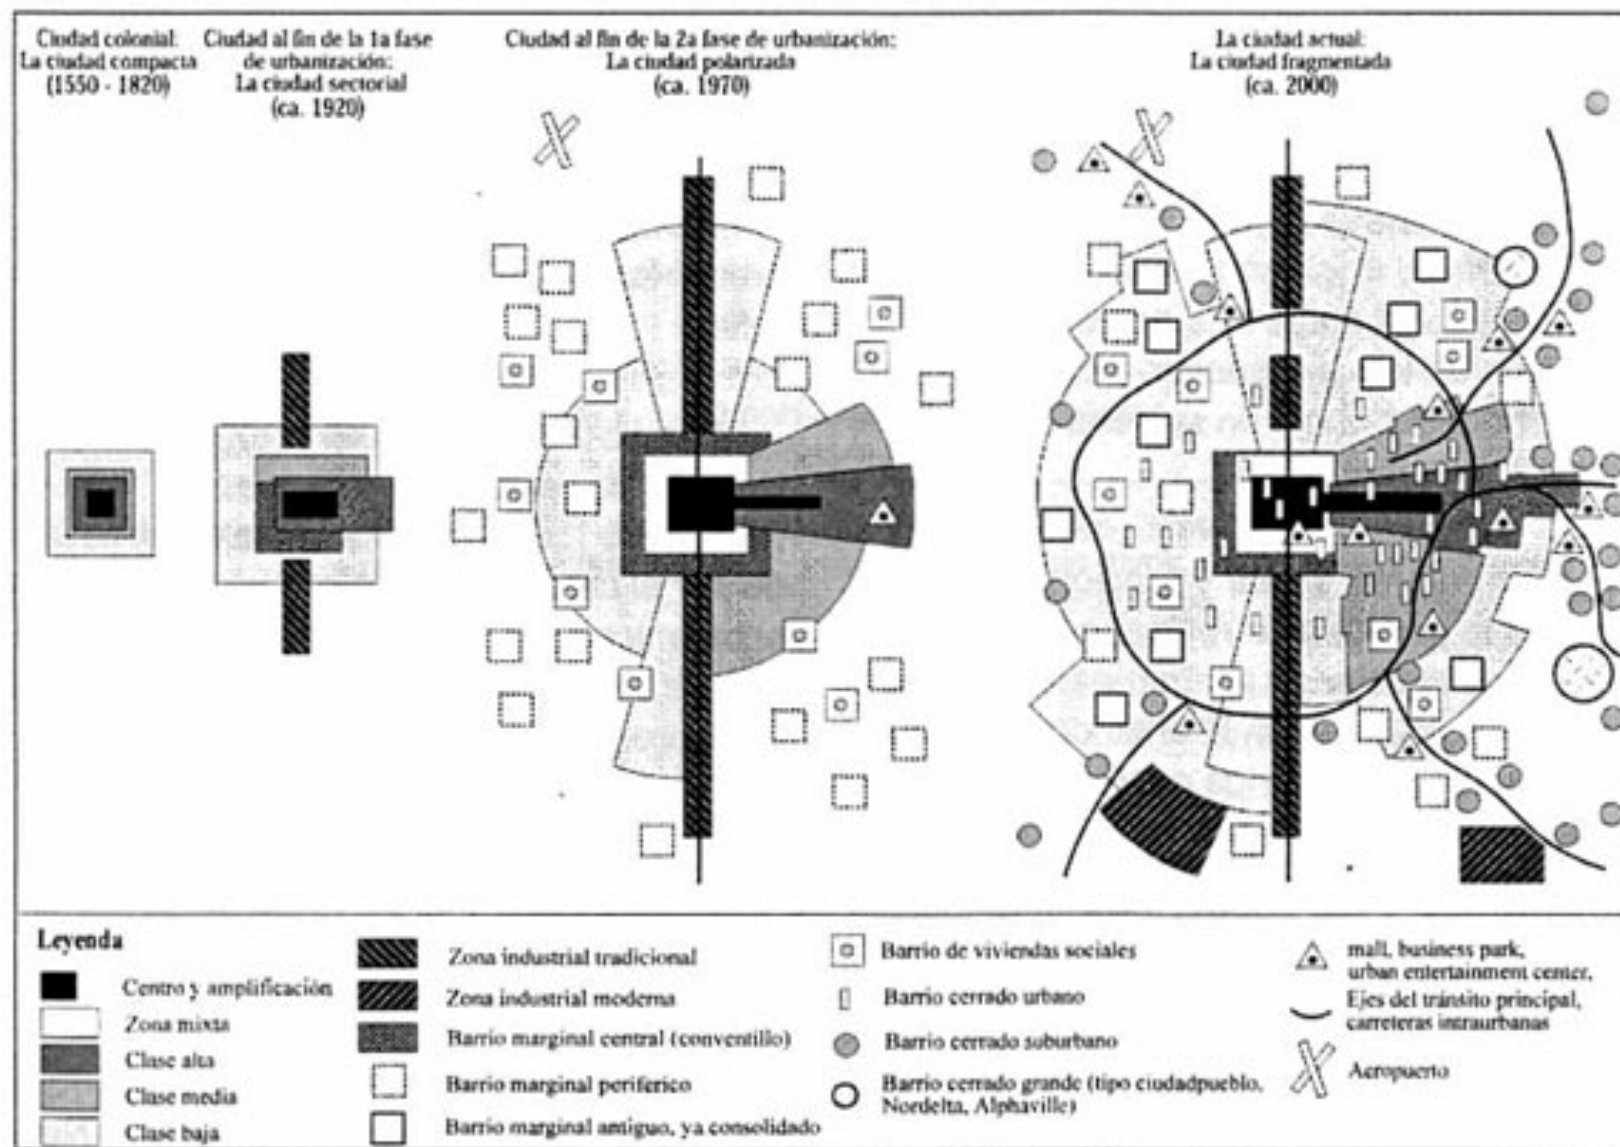 Ciudad colonial:
La ciudad compacta
(1550 - 1820)
Ciudad al fin de la 1a fase
de urbanización:
La ciudad sectorial
(ca. 1920)
Ciudad al fin de la 2a fase de urbanización:
La ciudad polarizada
(ca. 1970)
La ciudad actual:
La ciudad fragmentada
(ca. 2000)
Leyenda
Centro y amplificación
Zona mixta
Clase alta
Clase media
Clase baja
Zona industrial tradicional
Zona industrial moderna
Barrio marginal central (conventillo)
Barrio marginal periferico
Barrio marginal antiguo, ya consolidado
Barrio de viviendas sociales
Barrio cerrado urbano
Barrio cerrado suburbano
Barrio cerrado grande (tipo ciudadpueblo,
Nordelta, Alphaville)
mall, business park,
urban entertainment center,
Ejes del tránsito principal,
carreteras intraurbanas
Aeropuerto